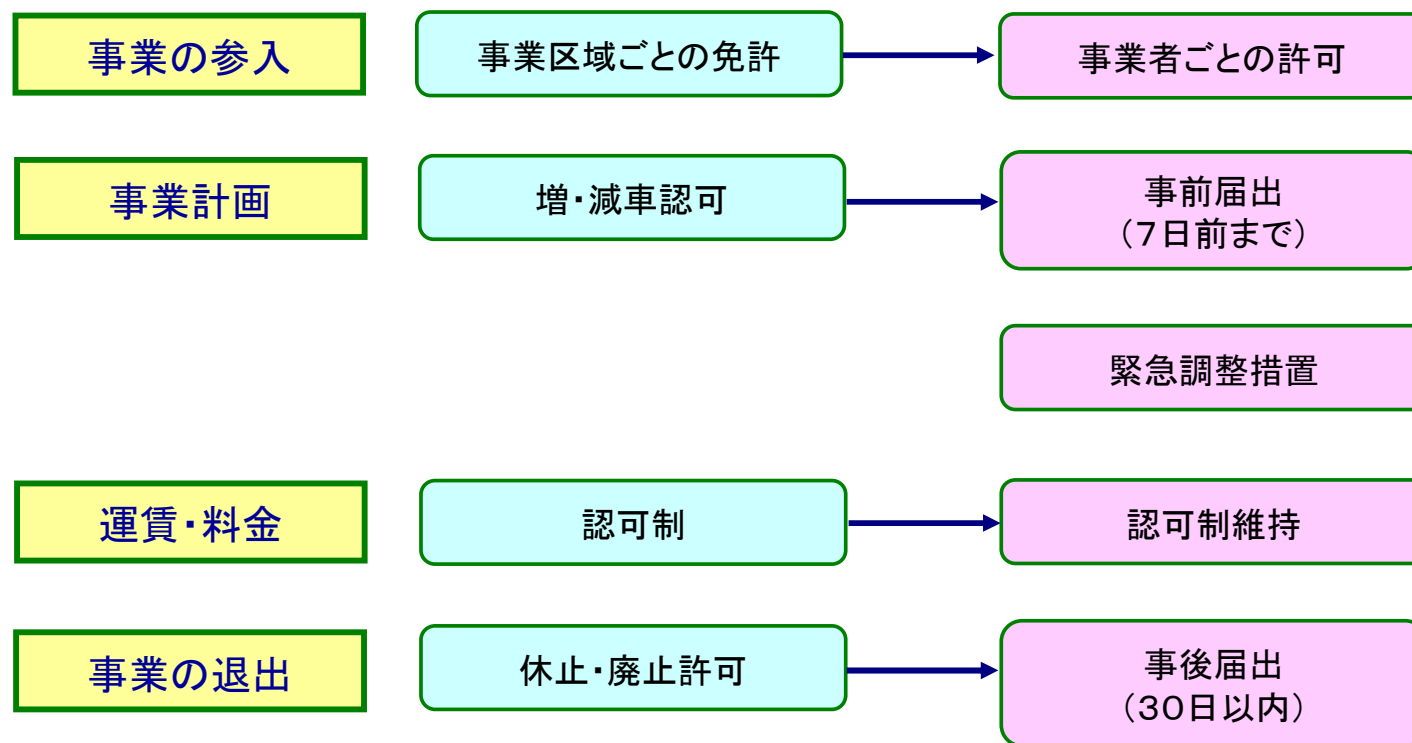 事業の参入
事業区域ごとの免許
事業者ごとの許可
事業計画
増・減車認可
事前届出
（７日前まで）
緊急調整措置
運賃・料金
認可制
認可制維持
事業の退出
休止・廃止許可
事後届出
（３０日以内）